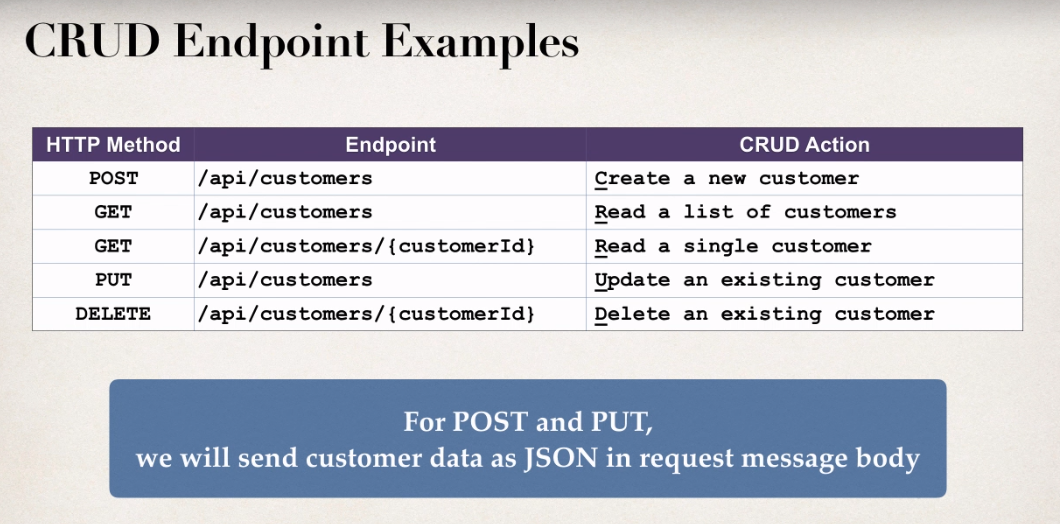 CRUD Endpoint Examples
HTTP Method Endpoint CRUD Action
POST /api/customers Create a new customer
GET /api/customers Read a list of customers
GET /api/customers/{customerId} Read a single customer
PUT /api/customers Update an existing customer
DELETE /api/customers/{customerId} Delete an existing customer
For POST and PUT,
we will send customer data as JSON in request message body